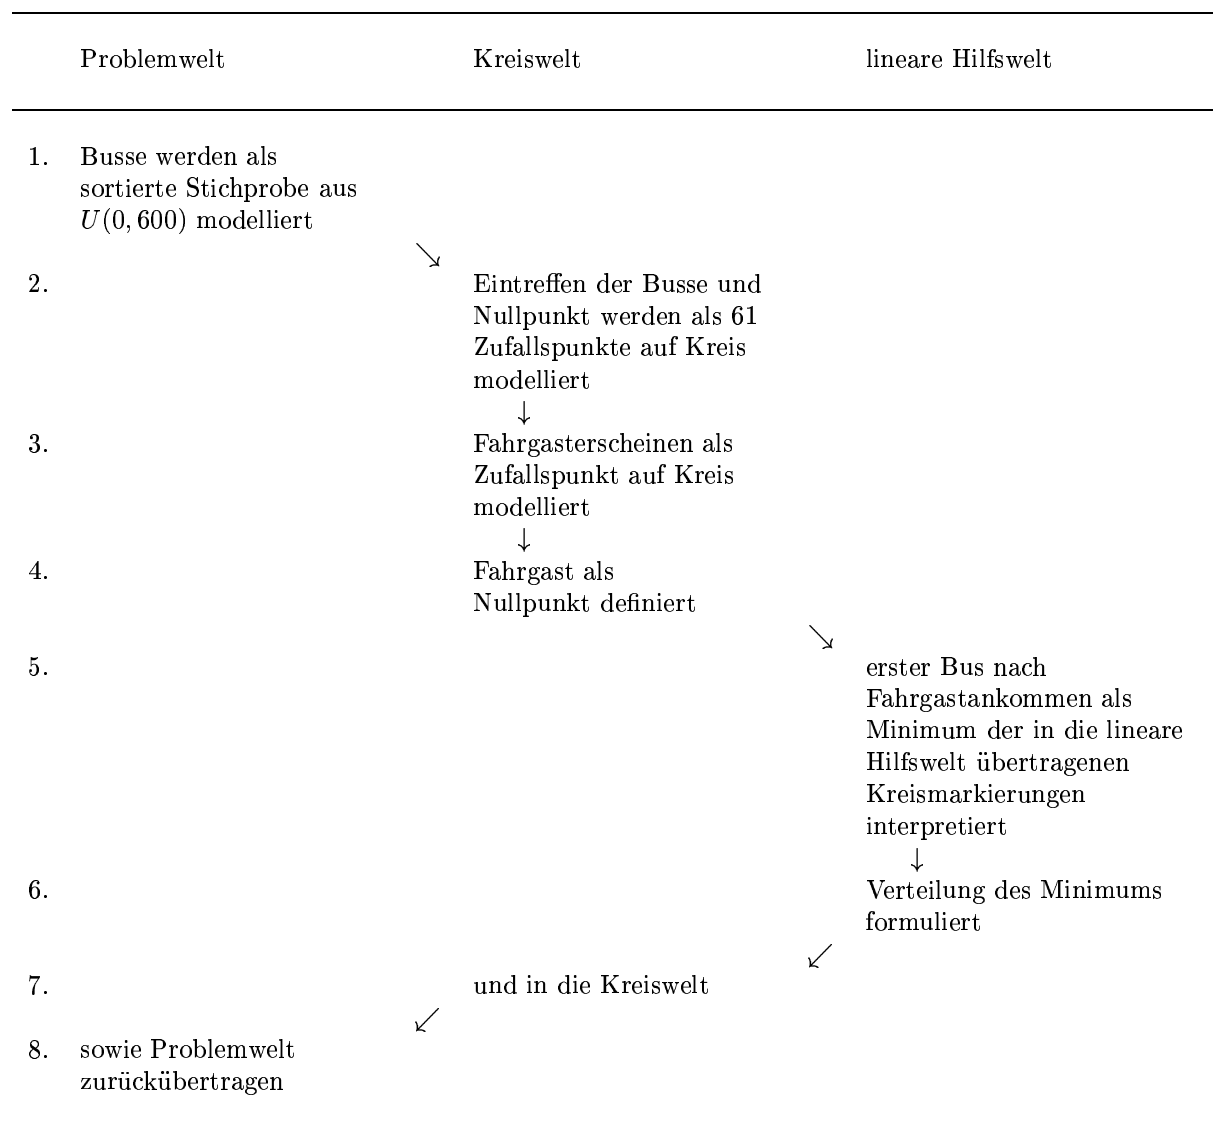 Problemwelt Kreiswelt lineare Hilfswelt
1. Busse werden als
sortierte Stichprobe aus
U(0, 600) modelliert
↘
2. Eintreffen der Busse und
Nullpunkt werden als 61
Zufallspunkte auf Kreis
modelliert
↓
3. Fahrgasterscheinen als
Zufallspunkt auf Kreis
modelliert
↓
4. Fahrgast als
Nullpunkt definiert
↘
5. erster Bus nach
Fahrgastankommen als
Minimum der in die lineare
Hilfswelt übertragenen
Kreismarkierungen
interpretiert
↓
6. Verteilung des Minimums
formuliert
↙
7. und in die Kreiswelt
↙
8. sowie Problemwelt
zurückübertragen